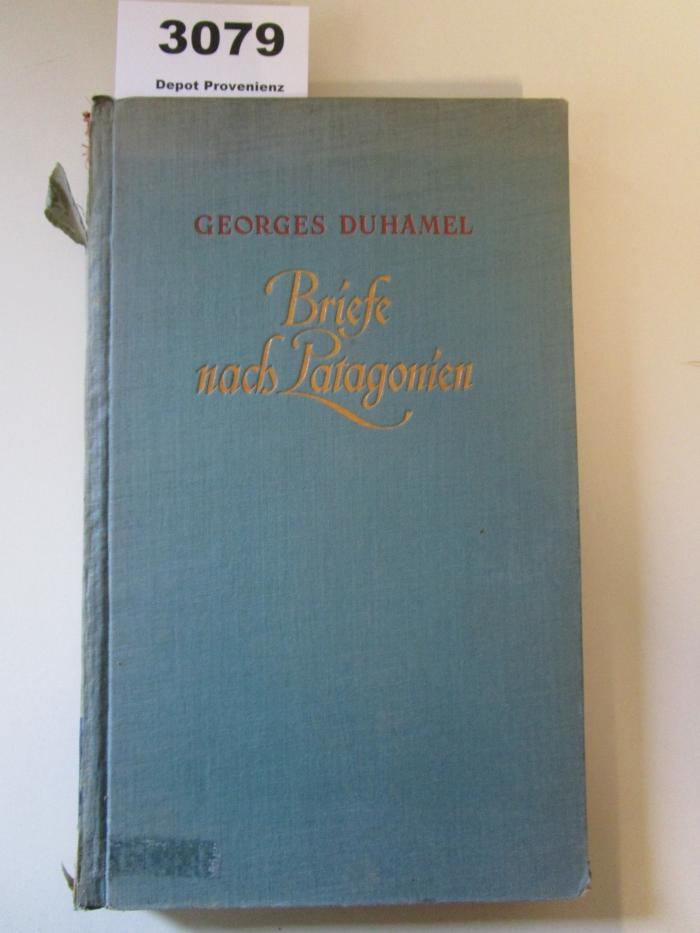 3079
Depot Provenienz
GEORGES DUHAMEL
Briefe
nach Patagonien